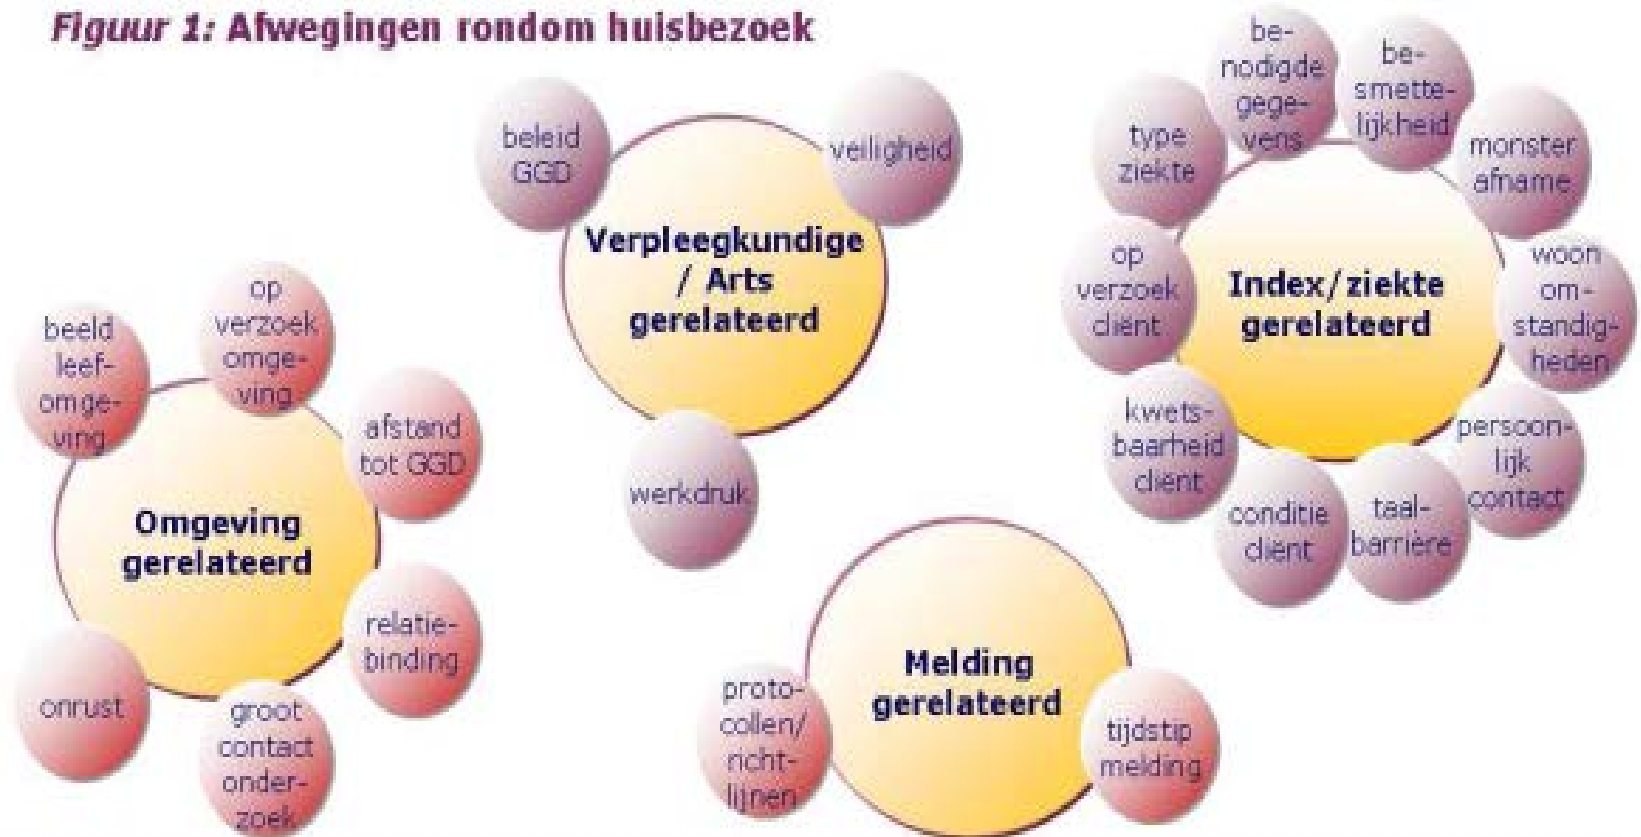 Figuur 1: Afwegingen rondom huisbezoek
beleid
GGD
veiligheid
Verpleegkundige
/ Arts
gerelateerd
werkdruk
be-
nodigde
gege-
vens
be-
smette-
lijkheid
type
ziekte
monster
afname
op
verzoek
cliënt
woon
om-
standig-
heden
Index/ziekte
gerelateerd
kwets-
baarheid
cliënt
persoon-
lijk
contact
conditie
cliënt
taal-
barrière
beeld
leef-
omge-
ving
op
verzoek
omge-
ving
afstand
tot GGD
Omgeving
gerelateerd
relatie-
binding
onrust
groot
contact
onder-
zoek
Melding
gerelateerd
proto-
collen/
richt-
lijnen
tijdstip
melding